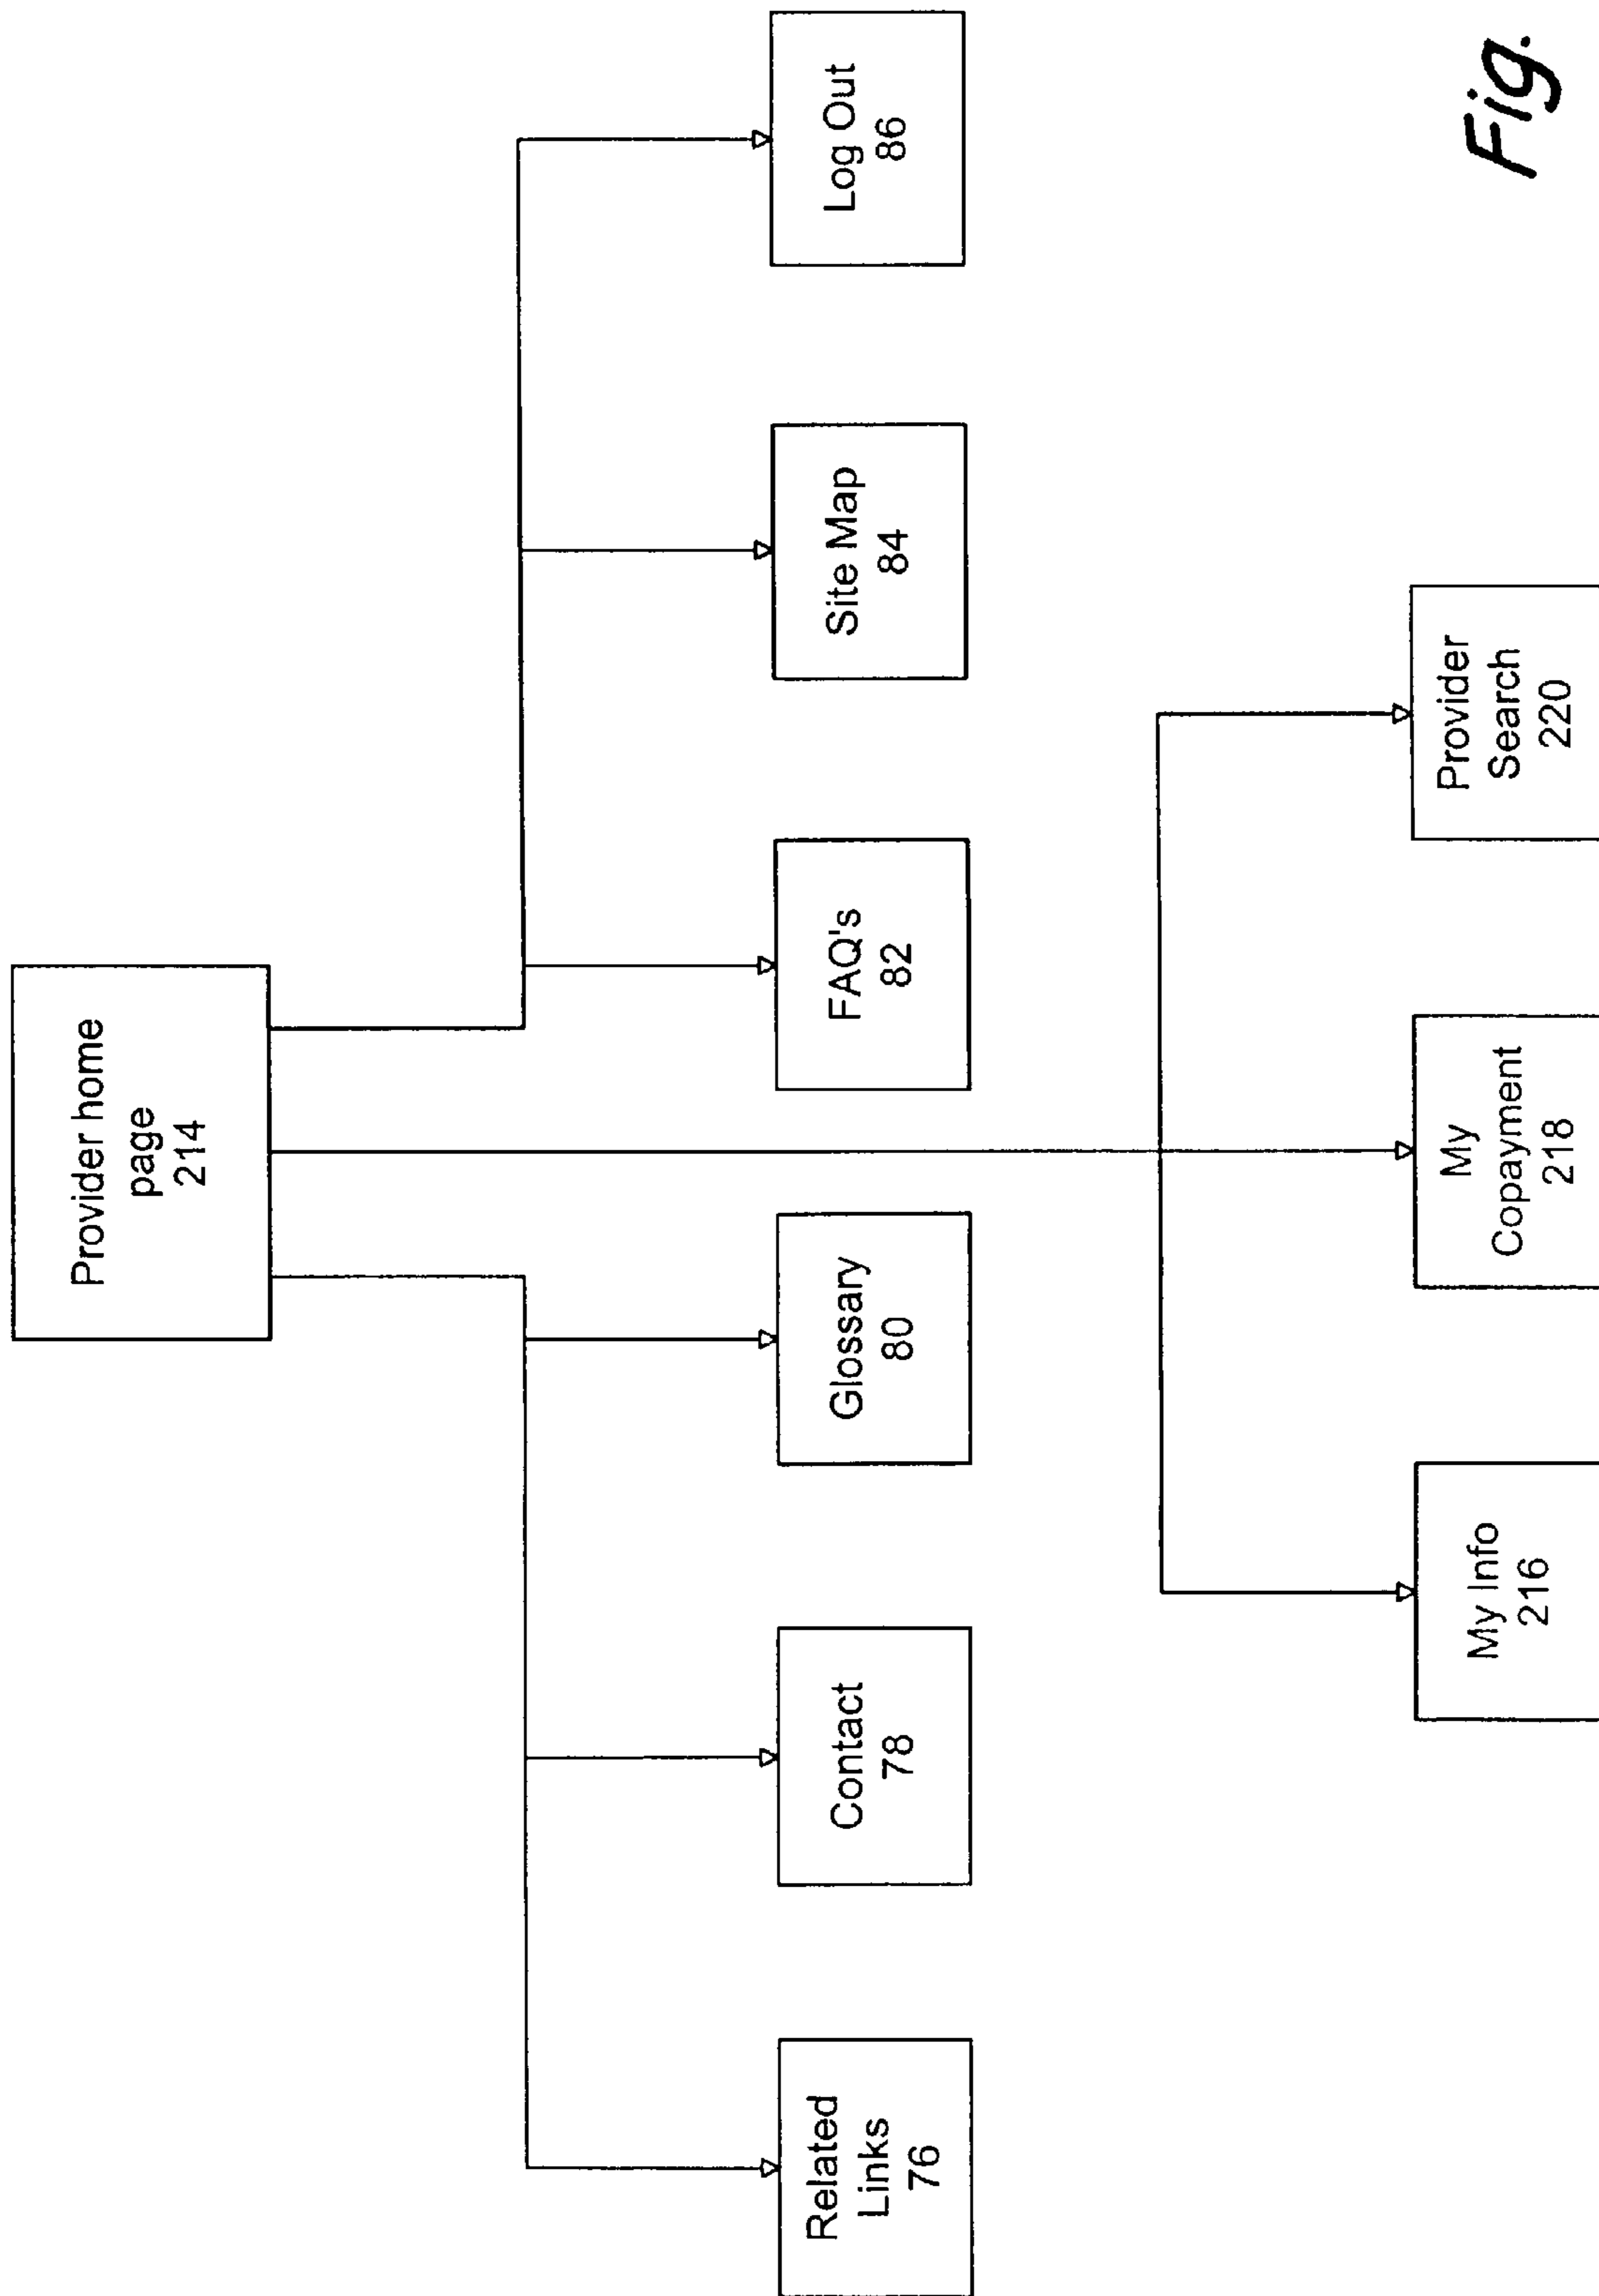 Provider home
page
214
Related
Links
76
Contact
78
Glossary
80
FAQ's
82
Site Map
84
Log Out
86
My Info
216
My
Copayment
218
Provider
Search
220
Fig.